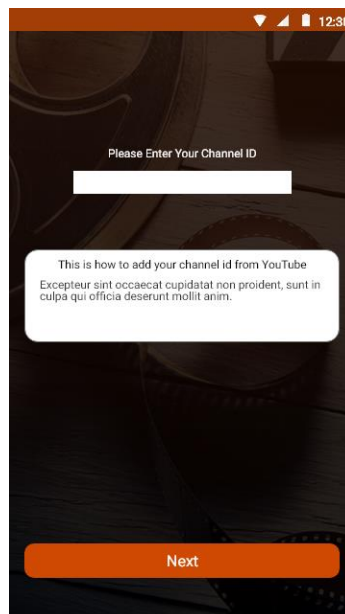 12:30
Please Enter Your Channel ID
This is how to add your channel id from YouTube
Excepteur sint occaecat cupidatat non proident, sunt in
culpa qui officia deserunt mollit anim.
Next